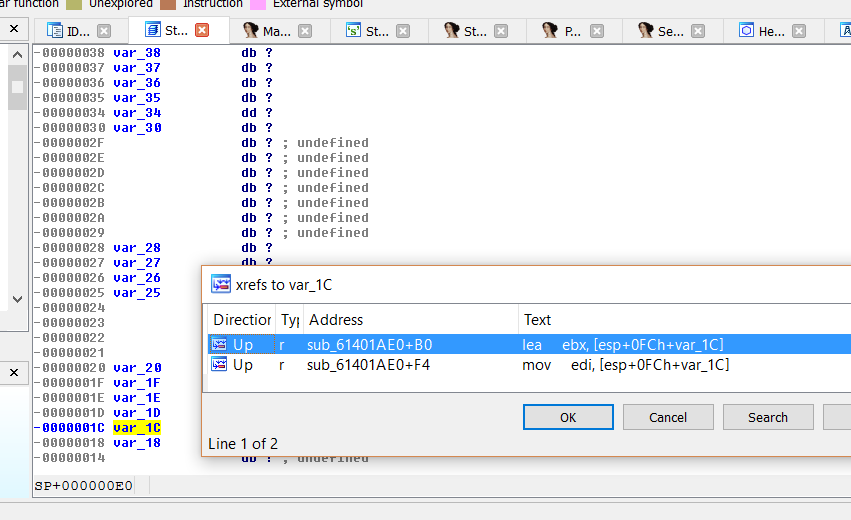 ar function Unexplored Instruction External symbol
ID... St... Ma... St... St... P... Se... He...
-00000038 var_38 db ?
-00000037 var_37 db ?
-00000036 var_36 db ?
-00000035 var_35 db ?
-00000034 var_34 dd ?
-00000030 var_30 db ?
-0000002F db ? ; undefined
-0000002E db ? ; undefined
-0000002D db ? ; undefined
-0000002C db ? ; undefined
-0000002B db ? ; undefined
-0000002A db ? ; undefined
-00000029 db ? ; undefined
-00000028 var_28 db ?
-00000027 var_27 db ?
-00000026 var_26
-00000025 var_25
-00000024
-00000023
-00000022
-00000021
-00000020 var_20
-0000001F var_1F
-0000001E var_1E
-0000001D var_1D
-0000001C var_1C
-00000018 var_18
-00000014 db ? ; undefined
SP+000000E0
xrefs to var_1C
Direction Ty Address Text
Up r sub_61401AE0+B0 lea ebx, [esp+0FCh+var_1C]
Up r sub_61401AE0+F4 mov edi, [esp+0FCh+var_1C]
OK Cancel Search
Line 1 of 2